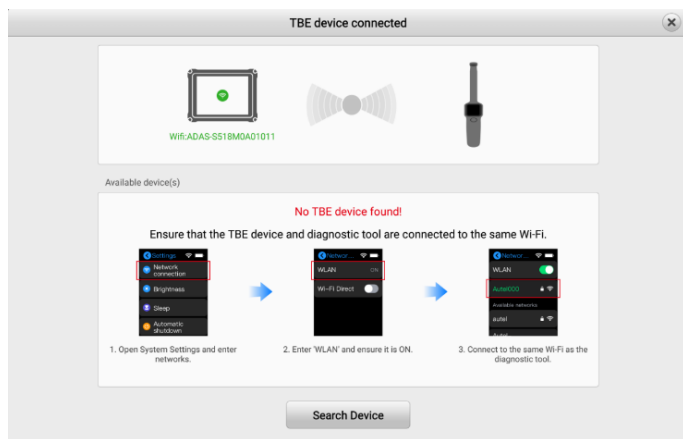 TBE device connected
Wifi:ADAS-S518M0A01011
Available device(s)
No TBE device found!
Ensure that the TBE device and diagnostic tool are connected to the same Wi-Fi.
Settings
Network
connection
Brightness
Sleep
Automatic
shutdown
Networ...
WLAN ON
Wi-Fi Direct
Networ...
WLAN
Autel000
Available networks
autel
1. Open System Settings and enter
networks.
2. Enter 'WLAN' and ensure it is ON.
3. Connect to the same Wi-Fi as the
diagnostic tool.
Search Device